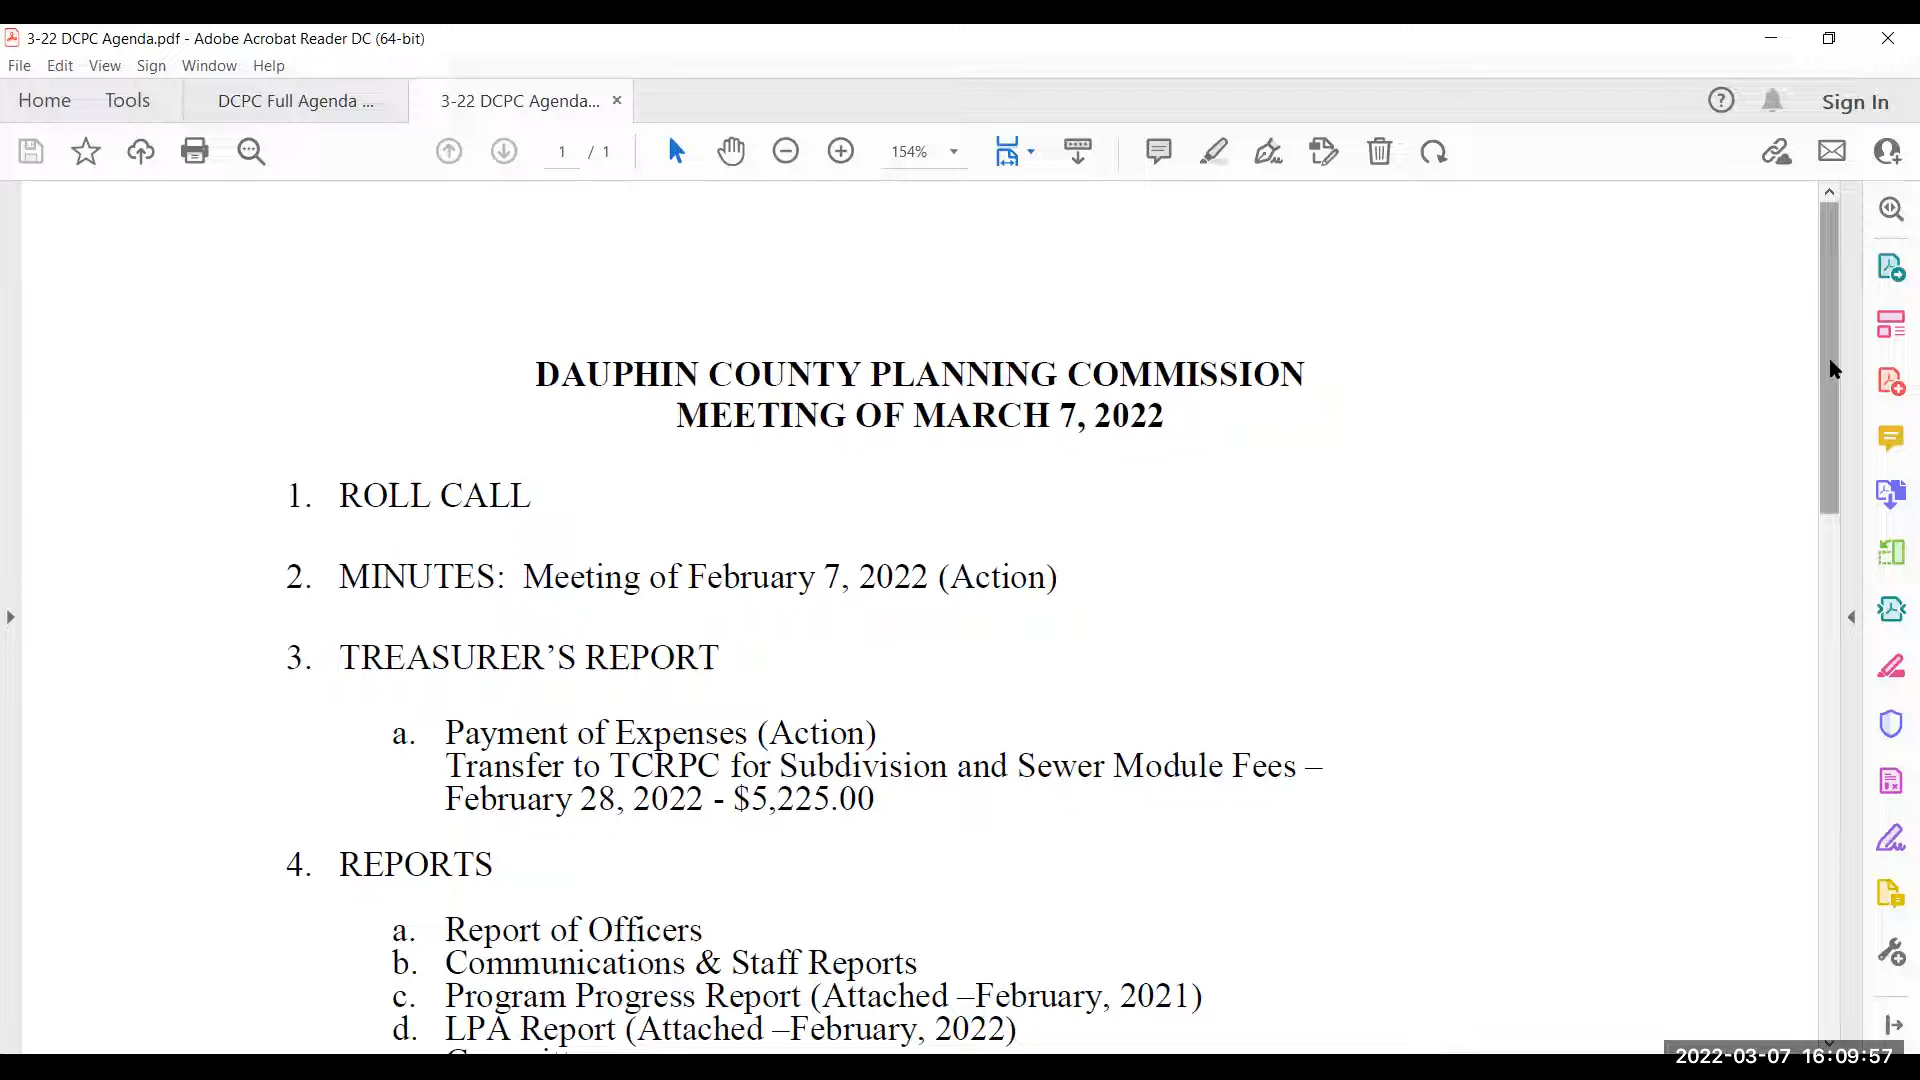 3-22 DCPC Agenda.pdf - Adobe Acrobat Reader DC (64-bit)
File Edit View Sign Window Help
Home Tools DCPC Full Agenda ... 3-22 DCPC Agenda... × Sign In
1 / 1 154%
DAUPHIN COUNTY PLANNING COMMISSION
MEETING OF MARCH 7, 2022
1. ROLL CALL
2. MINUTES: Meeting of February 7, 2022 (Action)
3. TREASURER’S REPORT
a. Payment of Expenses (Action)
Transfer to TCRPC for Subdivision and Sewer Module Fees –
February 28, 2022 - $5,225.00
4. REPORTS
a. Report of Officers
b. Communications & Staff Reports
c. Program Progress Report (Attached –February, 2021)
d. LPA Report (Attached –February, 2022)
2022-03-07 16:09:57